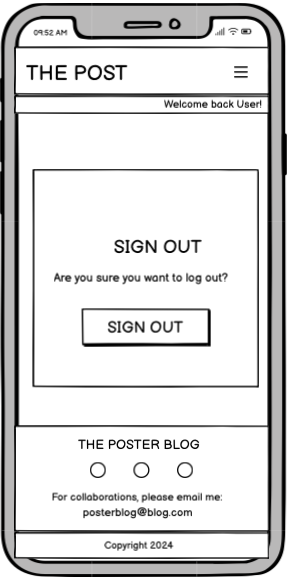 09:52 AM
THE POST
Welcome back User!
SIGN OUT
Are you sure you want to log out?
SIGN OUT
THE POSTER BLOG
For collaborations, please email me:
posterblog@blog.com
Copyright 2024